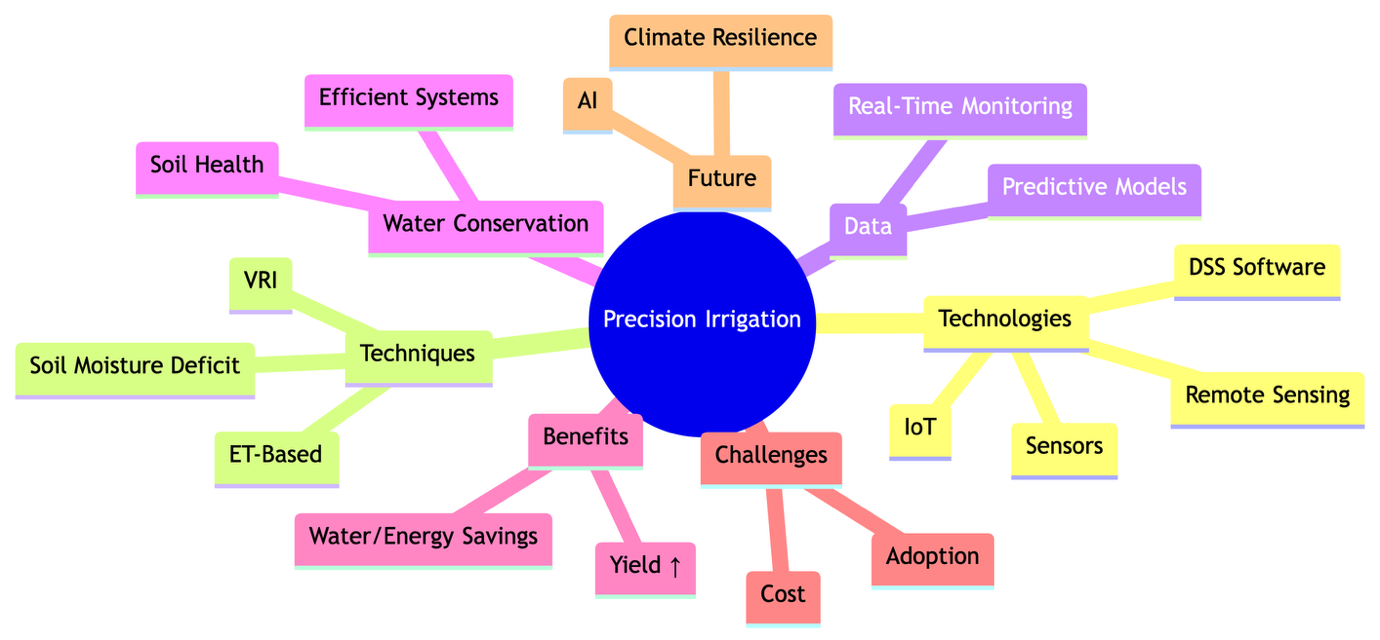 Climate Resilience
AI
Efficient Systems
Real-Time Monitoring
Soil Health
Future
Predictive Models
Water Conservation
Data
VRI
DSS Software
Precision Irrigation
Technologies
Techniques
Soil Moisture Deficit
Remote Sensing
IoT
Benefits
Sensors
ET-Based
Challenges
Water/Energy Savings
Yield ↑
Adoption
Cost